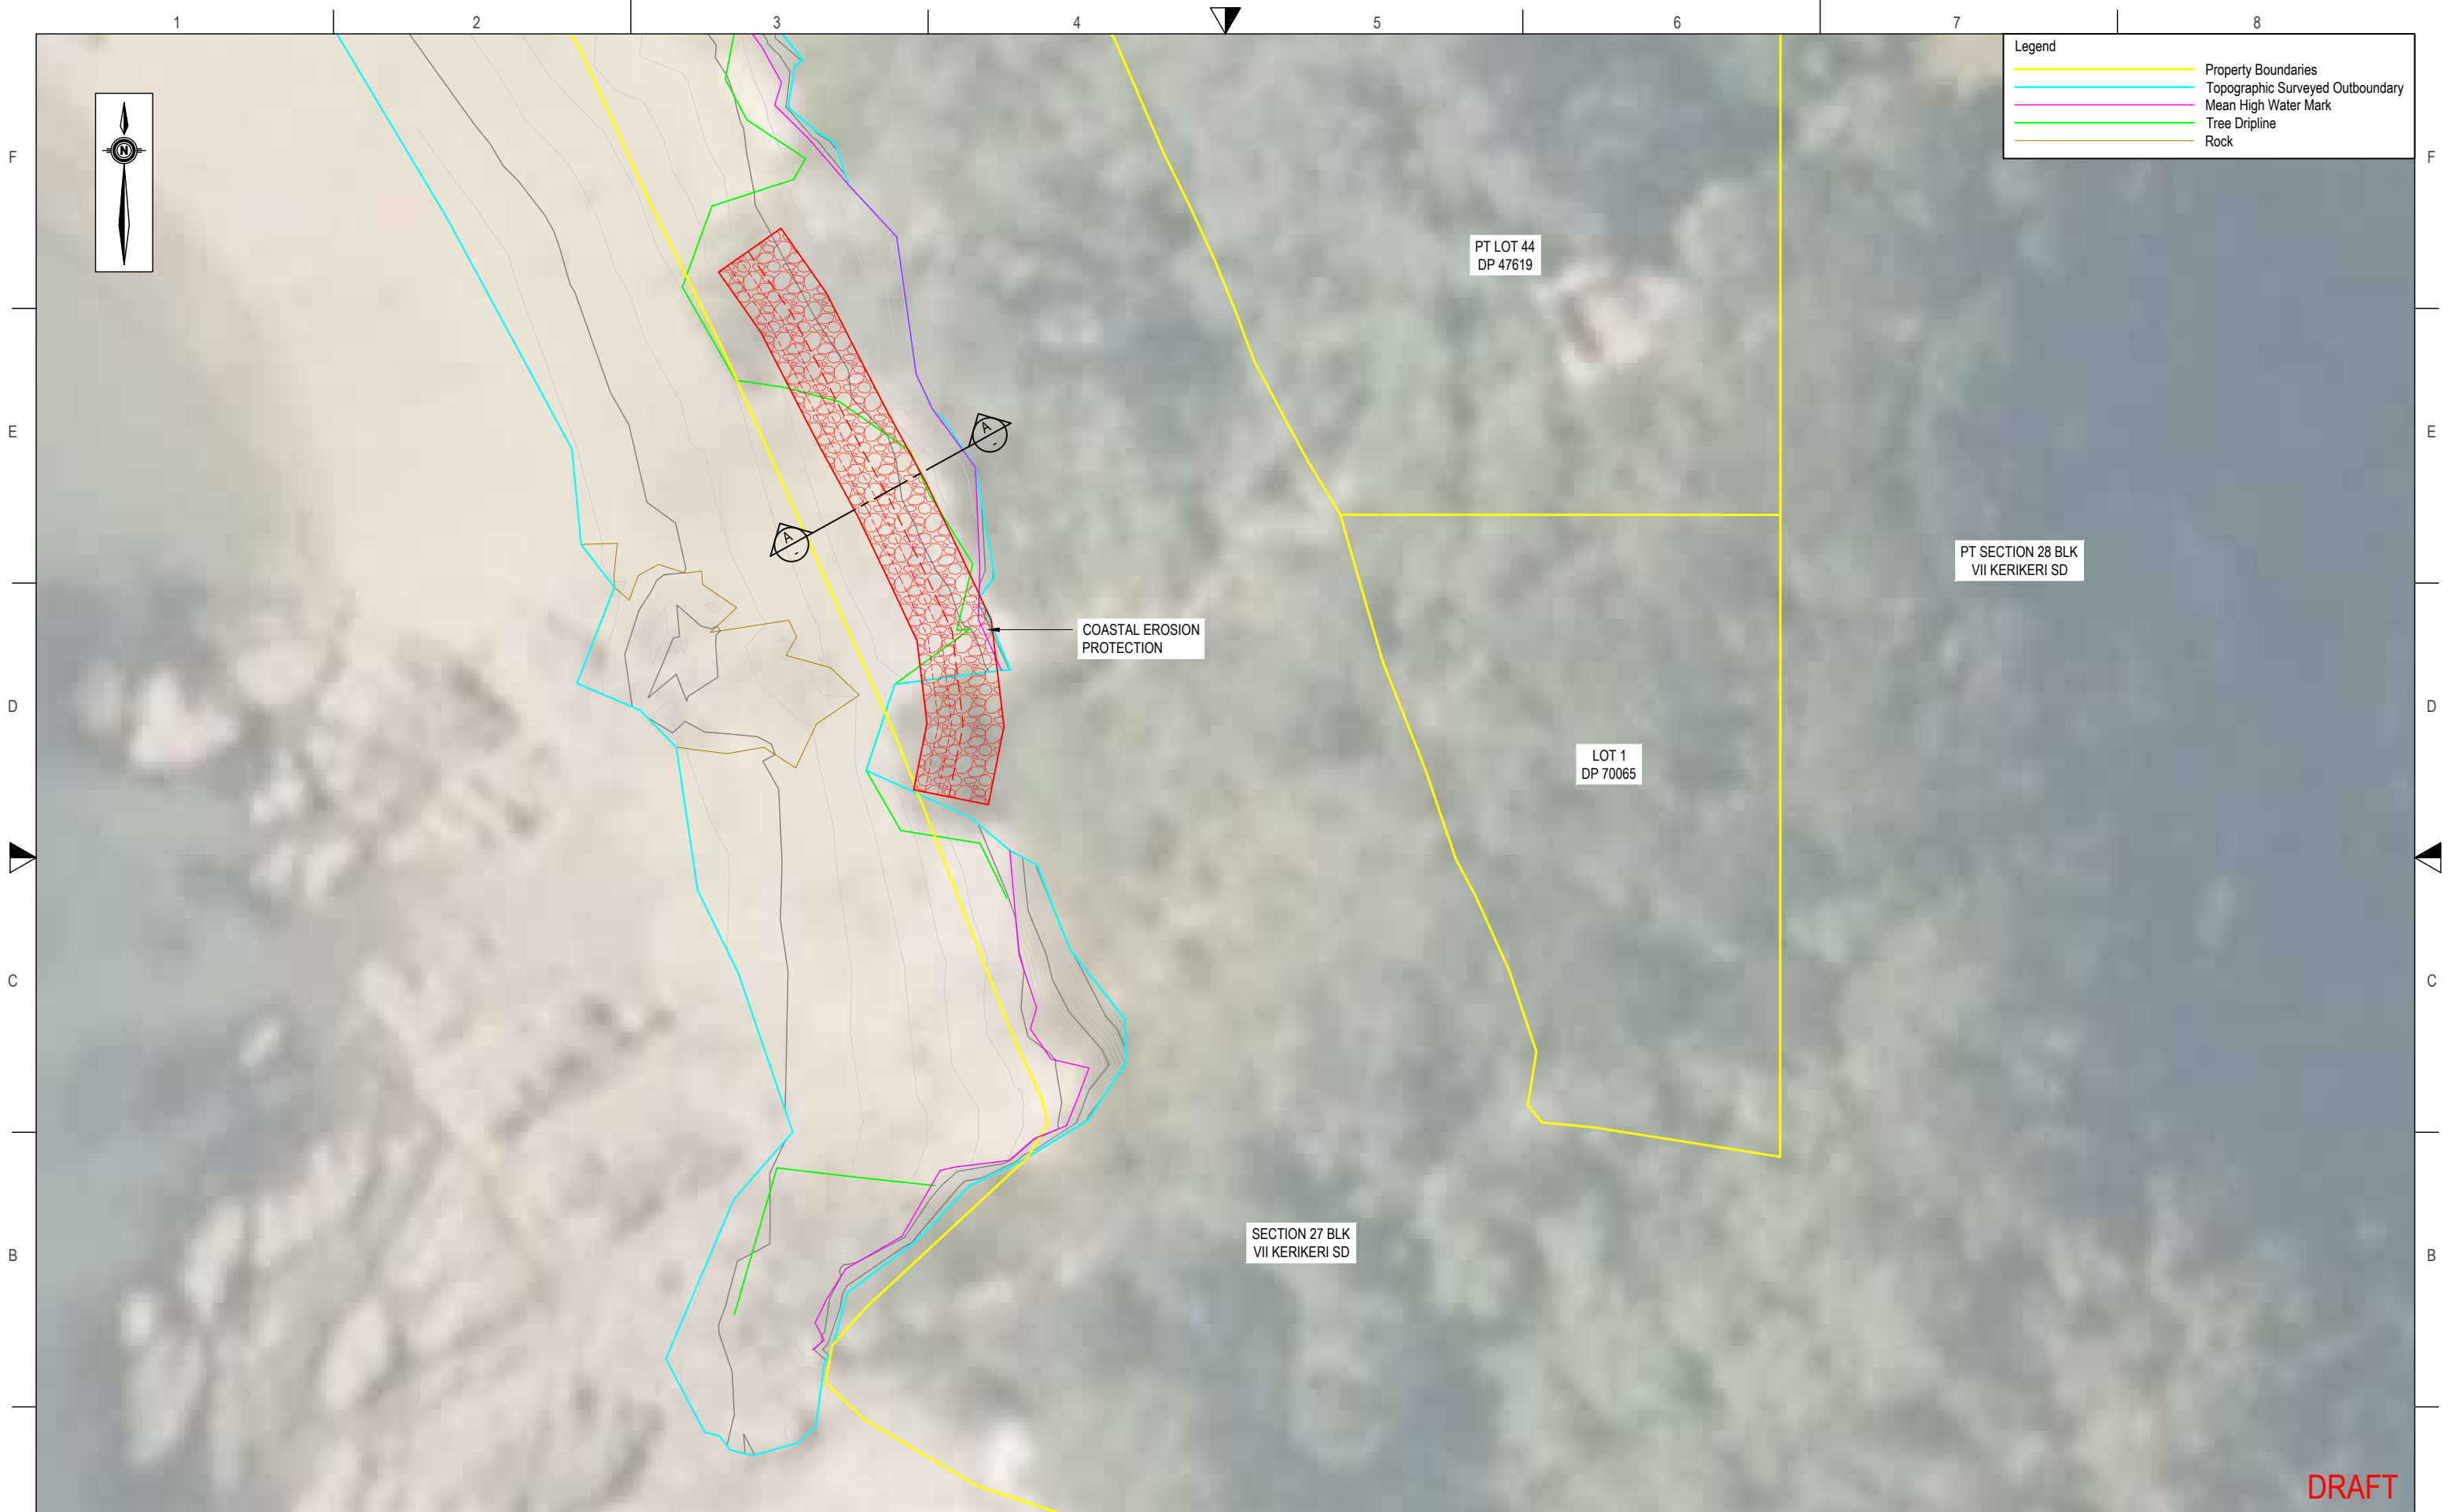 1 2 3 4 5 6 7 8
Legend
Property Boundaries
Topographic Surveyed Outboundary
Mean High Water Mark
Tree Dripline
Rock
N
F F
PT LOT 44
DP 47619
E E
A
-
A
-
PT SECTION 28 BLK
VII KERIKERI SD
COASTAL EROSION
PROTECTION
D D
LOT 1
DP 70065
C C
SECTION 27 BLK
VII KERIKERI SD
B B
DRAFT